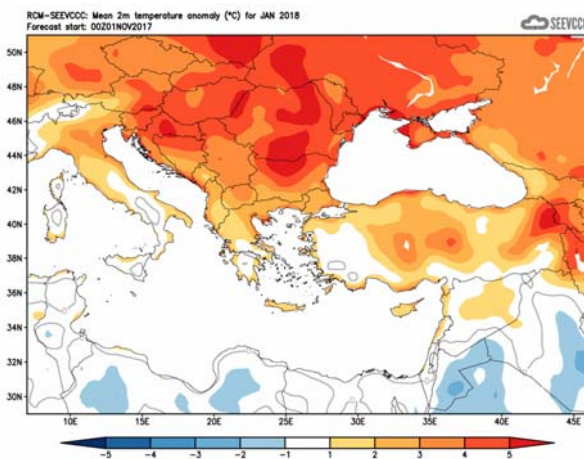 RCM-SEEVCCC: Mean 2m temperature anomaly (°C) for JAN 2018
Forecast start: 00Z01NOV2017
SEEVCCC
50N
48N
46N
44N
42N
40N
38N
36N
34N
32N
30N
10E 15E 20E 25E 30E 35E 40E 45E
-5 -4 -3 -2 -1 1 2 3 4 5